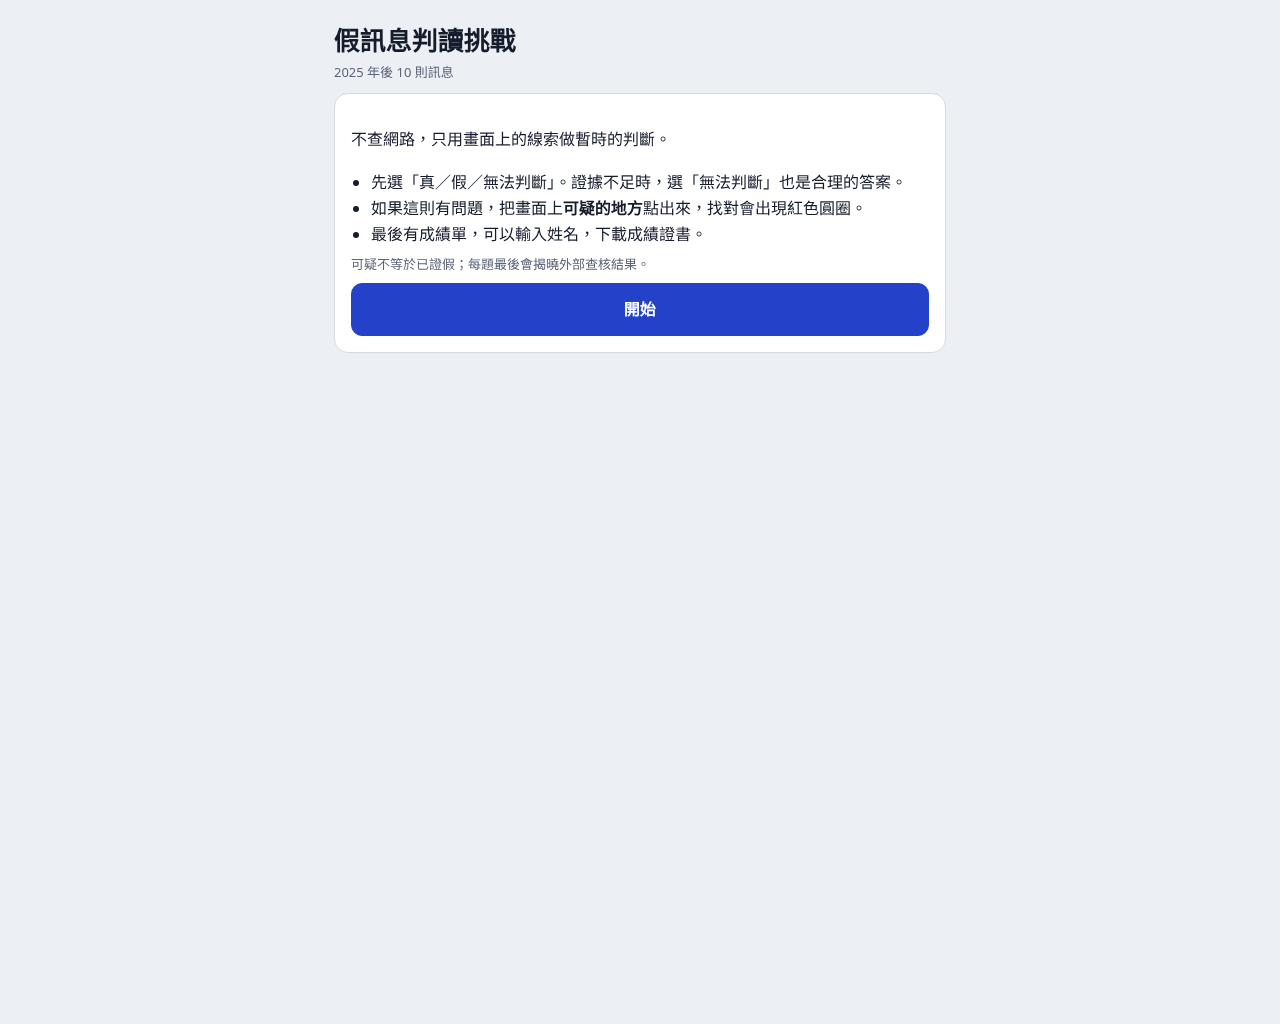 假訊息判讀挑戰
2025 年後 10 則訊息
不查網路，只用畫面上的線索做暫時的判斷。
先選「真／假／無法判斷」。證據不足時，選「無法判斷」也是合理的答案。
如果這則有問題，把畫面上可疑的地方點出來，找對會出現紅色圓圈。
最後有成績單，可以輸入姓名，下載成績證書。
可疑不等於已證假；每題最後會揭曉外部查核結果。
開始